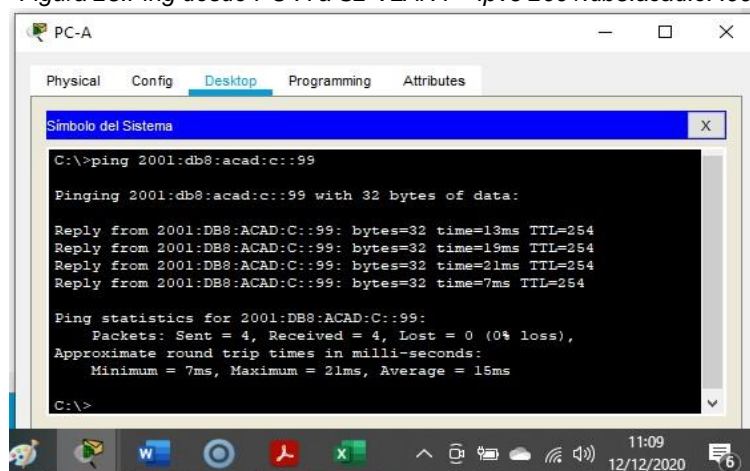 PC-A
Physical Config Desktop Programming Attributes
Símbolo del Sistema X
C:\>ping 2001:db8:acad:c::99
Pinging 2001:db8:acad:c::99 with 32 bytes of data:
Reply from 2001:DB8:ACAD:C::99: bytes=32 time=13ms TTL=254
Reply from 2001:DB8:ACAD:C::99: bytes=32 time=19ms TTL=254
Reply from 2001:DB8:ACAD:C::99: bytes=32 time=21ms TTL=254
Reply from 2001:DB8:ACAD:C::99: bytes=32 time=7ms TTL=254
Ping statistics for 2001:DB8:ACAD:C::99:
Packets: Sent = 4, Received = 4, Lost = 0 (0% loss),
Approximate round trip times in milli-seconds:
Minimum = 7ms, Maximum = 21ms, Average = 15ms
C:\>
11:09
12/12/2020
6